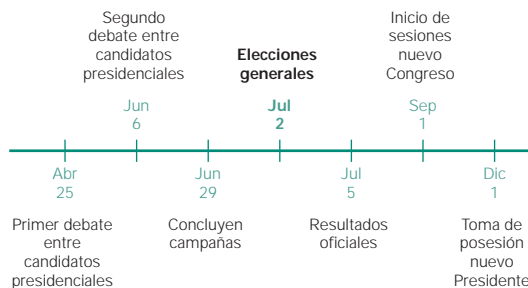 Segundo
debate entre
candidatos
presidenciales
Jun
6
Elecciones
generales
Jul
2
Inicio de
sesiones
nuevo
Congreso
Sep
1
Abr
25
Primer debate
entre
candidatos
presidenciales
Jun
29
Concluyen
campañas
Jul
5
Resultados
oficiales
Dic
1
Toma de
posesión
nuevo
Presidente